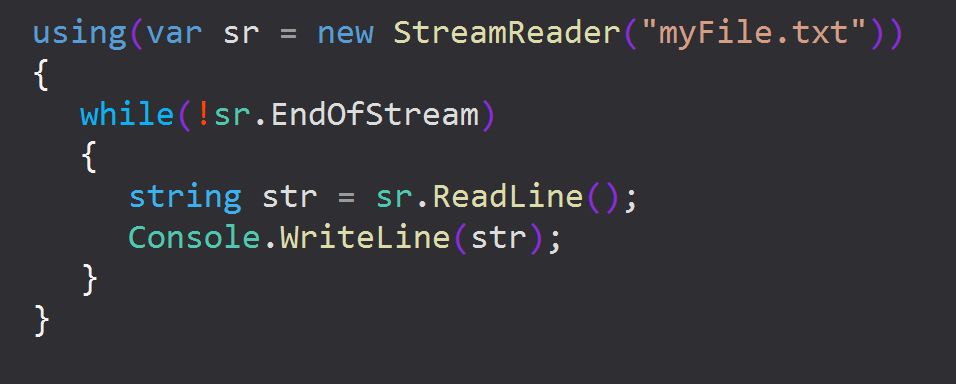 using(var sr = new StreamReader("myFile.txt"))
{
while(!sr.EndOfStream)
{
string str = sr.ReadLine();
Console.WriteLine(str);
}
}